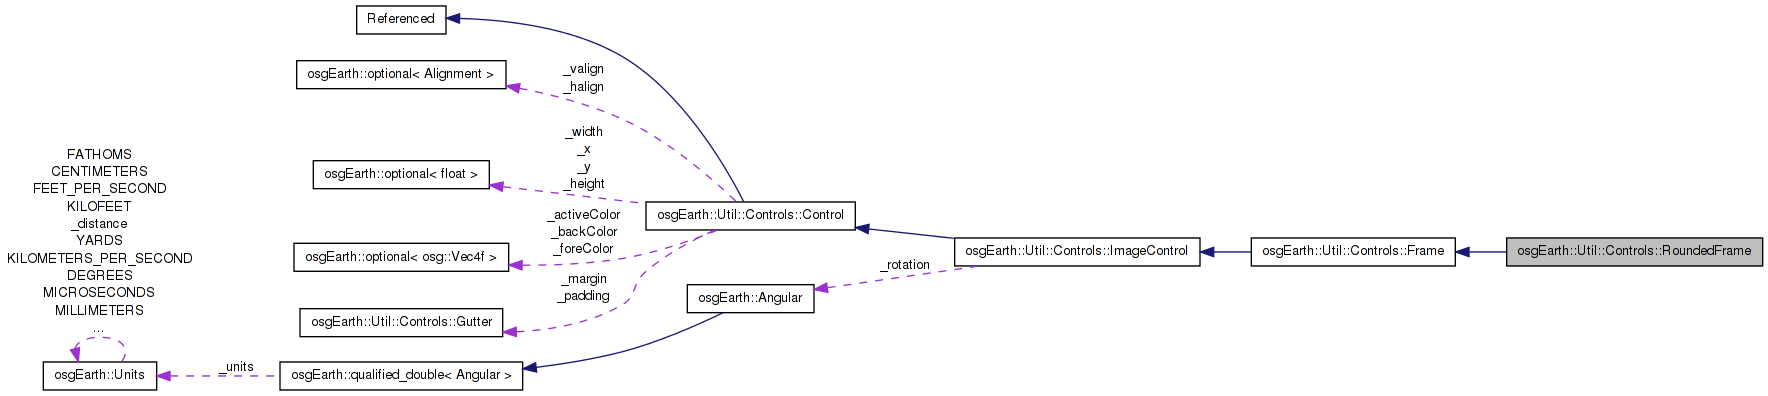 Referenced
osgEarth::optional< Alignment >
_valign
_halign
_width
_x
_y
_height
osgEarth::optional< float >
FATHOMS
CENTIMETERS
FEET_PER_SECOND
KILOFEET
_distance
YARDS
KILOMETERS_PER_SECOND
DEGREES
MICROSECONDS
MILLIMETERS
...
osgEarth::Util::Controls::Control
_activeColor
_backColor
_foreColor
osgEarth::optional< osg::Vec4f >
osgEarth::Util::Controls::ImageControl
osgEarth::Util::Controls::Frame
osgEarth::Util::Controls::RoundedFrame
_rotation
_margin
_padding
osgEarth::Angular
osgEarth::Util::Controls::Gutter
osgEarth::Units
_units
osgEarth::qualified_double< Angular >